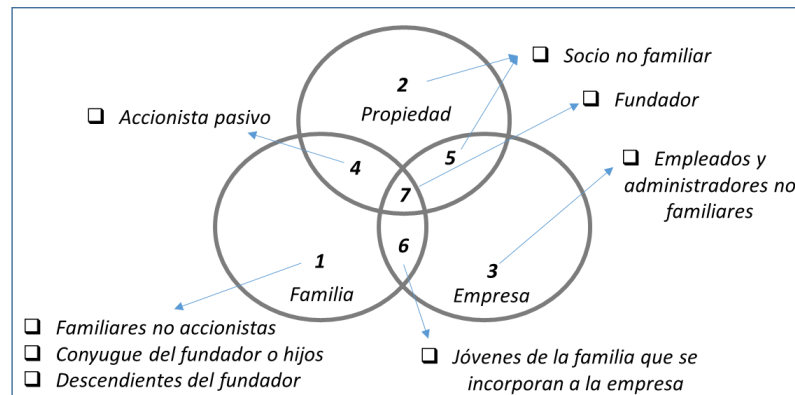 2
Propiedad
❑ Socio no familiar
❑ Fundador
❑ Accionista pasivo
4
5
7
❑ Empleados y
administradores no
familiares
6
1
Familia
3
Empresa
❑ Familiares no accionistas
❑ Conyugue del fundador o hijos
❑ Descendientes del fundador
❑ Jóvenes de la familia que se
incorporan a la empresa